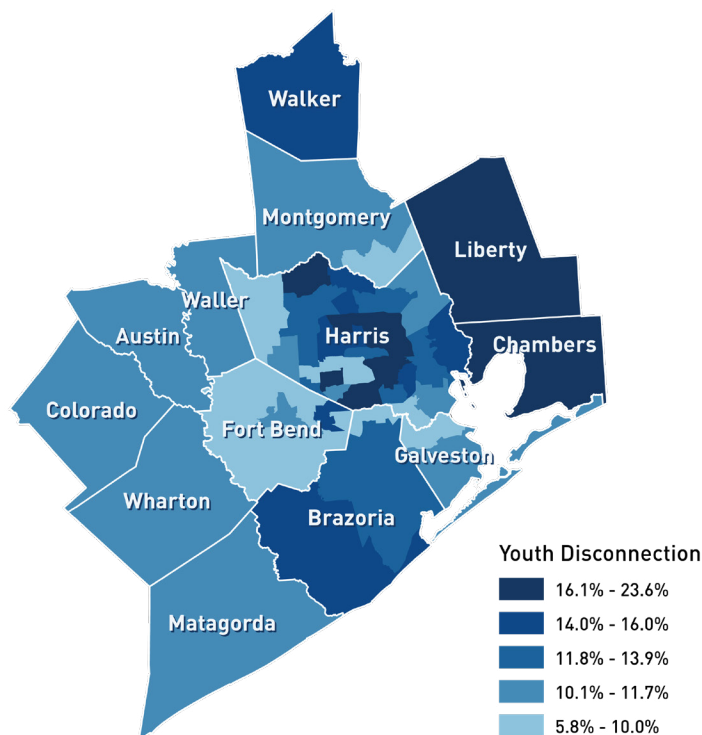 Walker
Montgomery
Liberty
Waller
Harris
Chambers
Austin
Colorado
Fort Bend
Galveston
Wharton
Brazoria
Matagorda
Youth Disconnection
16.1% - 23.6%
14.0% - 16.0%
11.8% - 13.9%
10.1% - 11.7%
5.8% - 10.0%